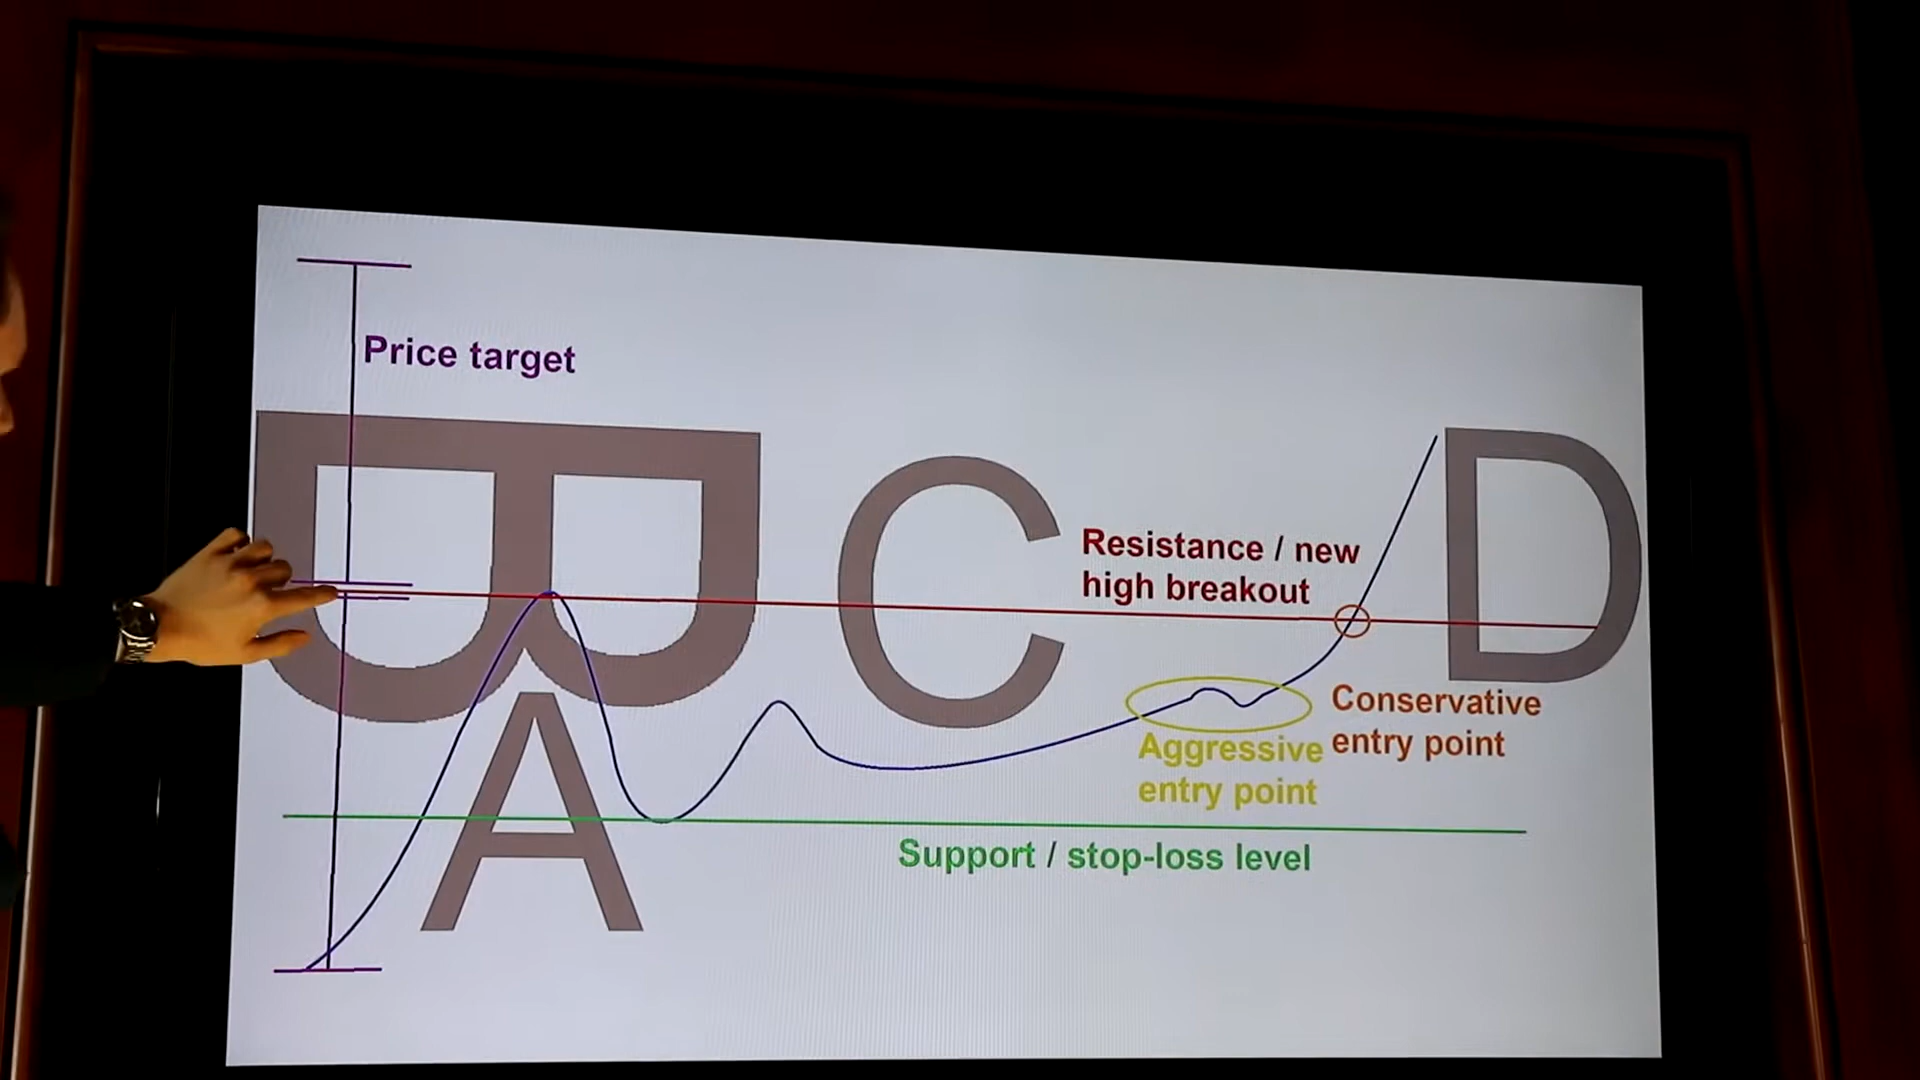 Price target
B
C
D
Resistance / new
high breakout
A
Conservative
entry point
Aggressive
entry point
Support / stop-loss level